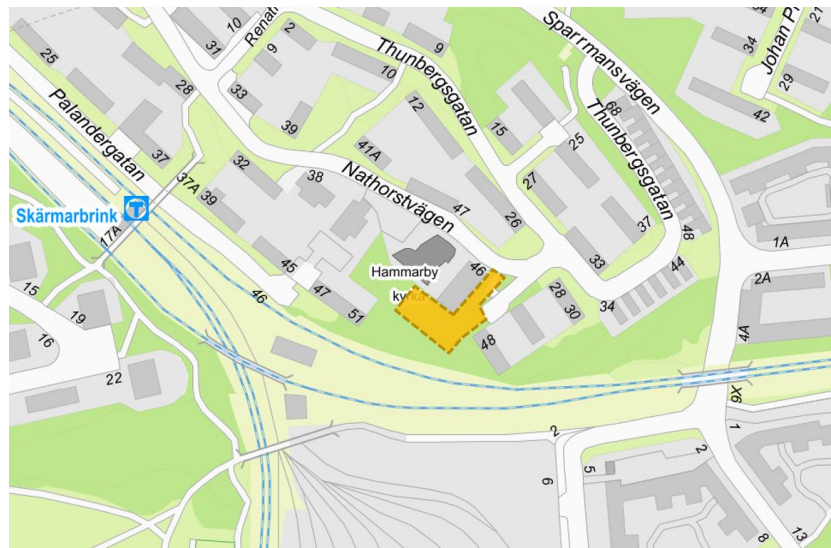 25
10
31
Renat
2
9
33
39
10
9
Thunbergsgatan
Sparrmansvägen
34
Johan P
21
29
42
28
Palandergatan
37
37A
39
32
38
41A
12
15
25
68
Thunbergsgatan
Nathorstvägen
47
26
27
37
33
48
44
34
1A
2A
4A
Skärmarbrink
T
17A
15
19
16
22
46
45
47
51
Hammarby
kyrka
46
28
30
48
2
6
5
2
1
9X
8
13